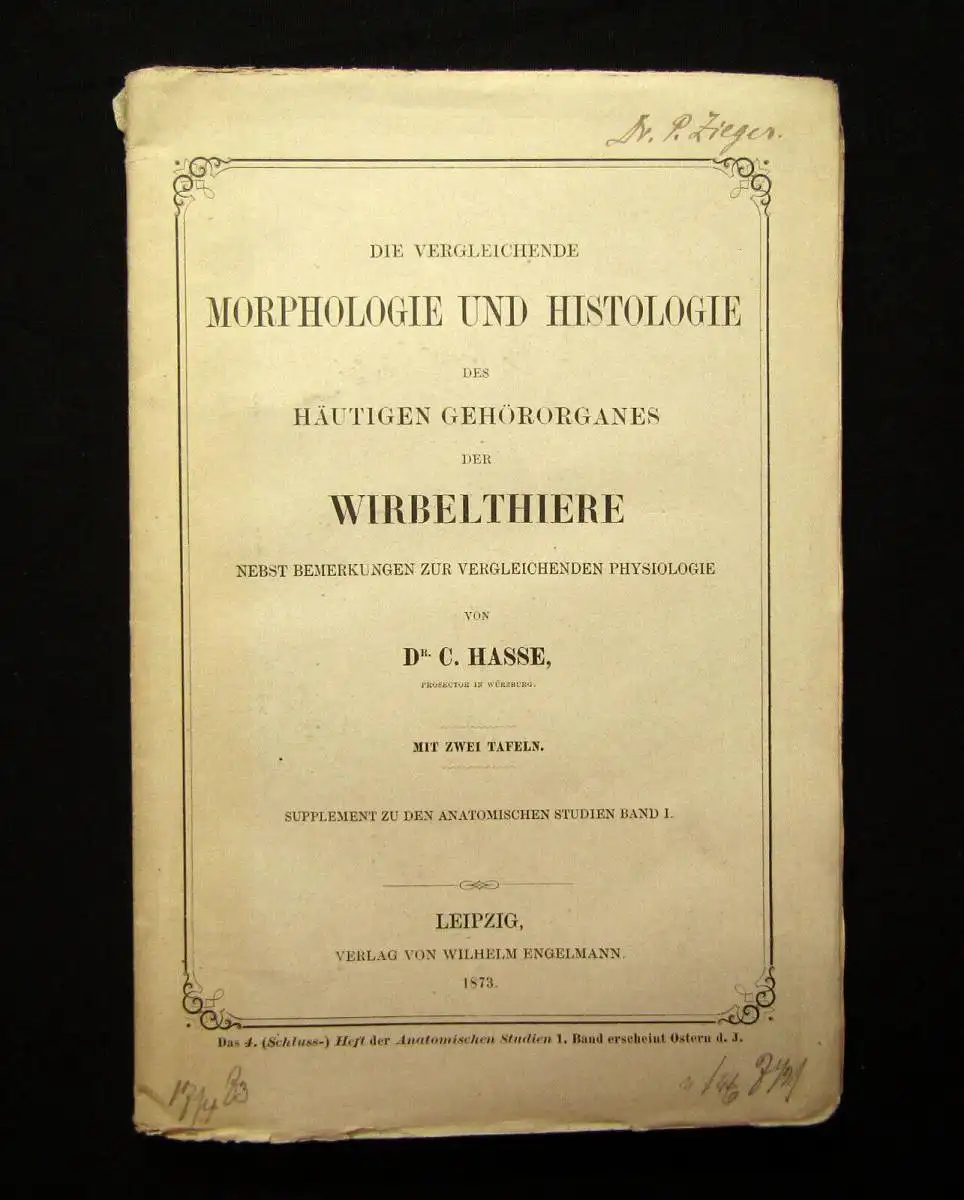 Dr. P. Zieger.
DIE VERGLEICHENDE
MORPHOLOGIE UND HISTOLOGIE
DES
HÄUTIGEN GEHÖRORGANES
DER
WIRBELTHIERE
NEBST BEMERKUNGEN ZUR VERGLEICHENDEN PHYSIOLOGIE
VON
DR. C. HASSE,
PROSECTOR IN WÜRZBURG.
MIT ZWEI TAFELN.
SUPPLEMENT ZU DEN ANATOMISCHEN STUDIEN BAND I.
LEIPZIG,
VERLAG VON WILHELM ENGELMANN.
1873.
Das 4. (Schluss-) Heft der Anatomischen Studien 1. Band erscheint Ostern d. J.